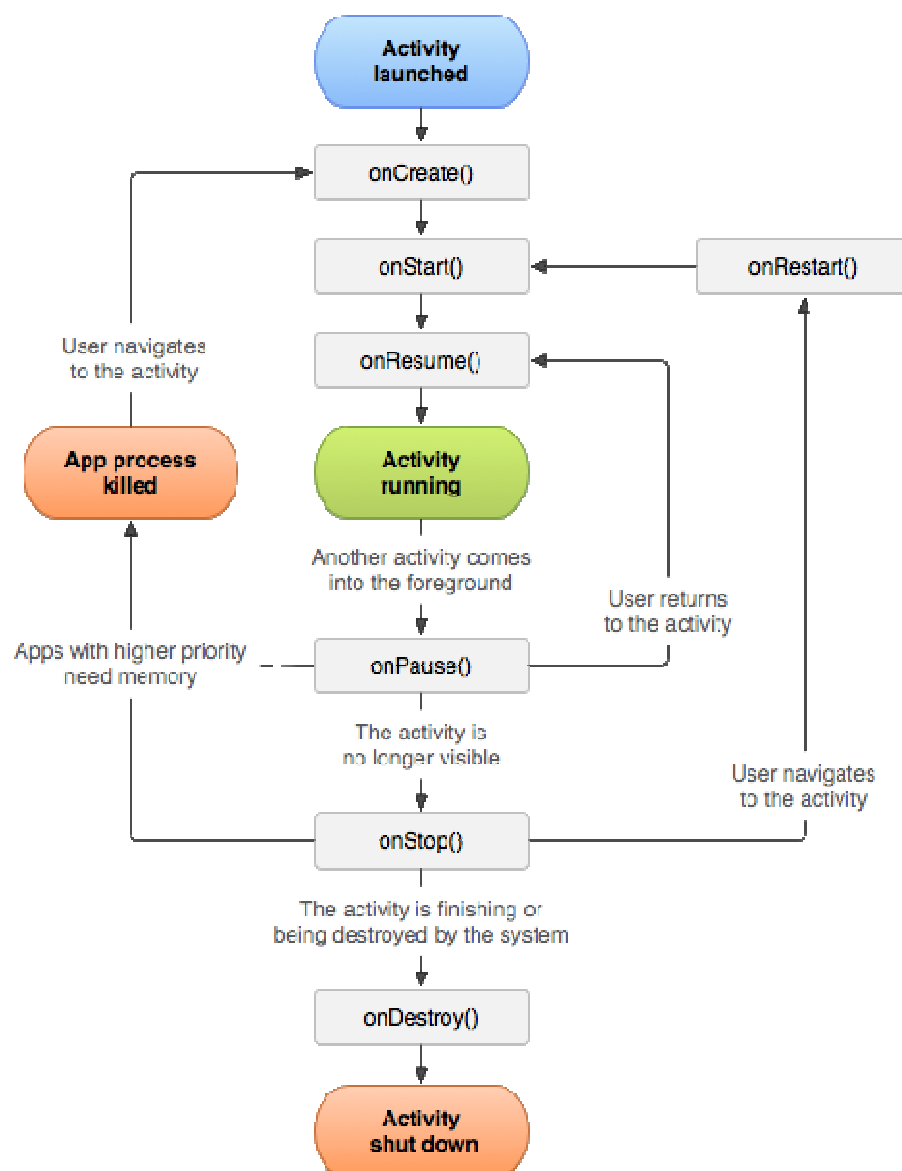 Activity
launched
onCreate()
onStart()
onRestart()
onResume()
User navigates
to the activity
App process
killed
Activity
running
Another activity comes
into the foreground
User returns
to the activity
Apps with higher priority
need memory
onPause()
The activity is
no longer visible
User navigates
to the activity
onStop()
The activity is finishing or
being destroyed by the system
onDestroy()
Activity
shut down